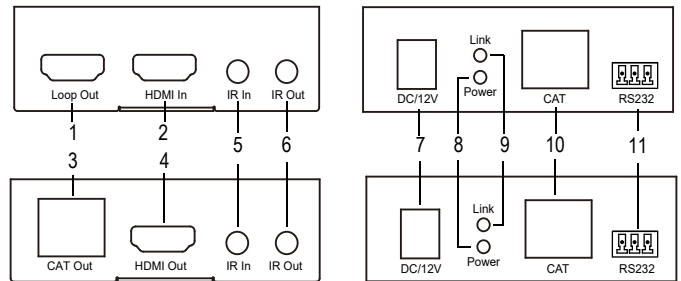 Loop Out HDMI In IR In IR Out
1 2 5 6
3 4
CAT Out HDMI Out IR In IR Out
Link
Power
DC/12V CAT RS232
7 8 9 10 11
Link
Power
DC/12V CAT RS232